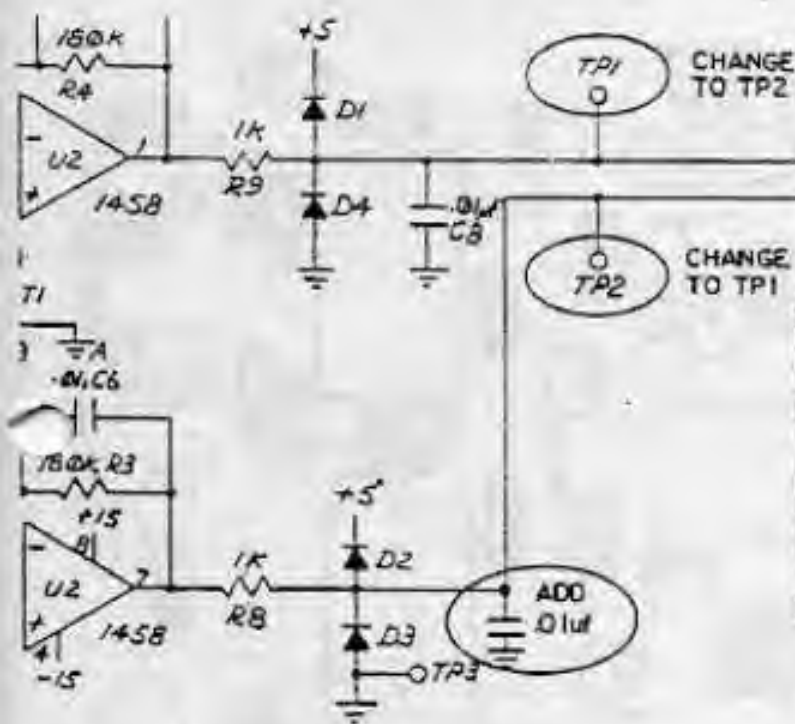 180K
R4
+5
TP1
CHANGE
TO TP2
D1
-
U2
1
+
1458
1K
R9
D4
.01uf
C8
TP2
CHANGE
TO TP1
T1
A
.01, C6
180K, R3
+15
8
-
U2
7
+
4
-15
1458
1K
R8
+5
D2
D3
TP3
ADD
.01uf